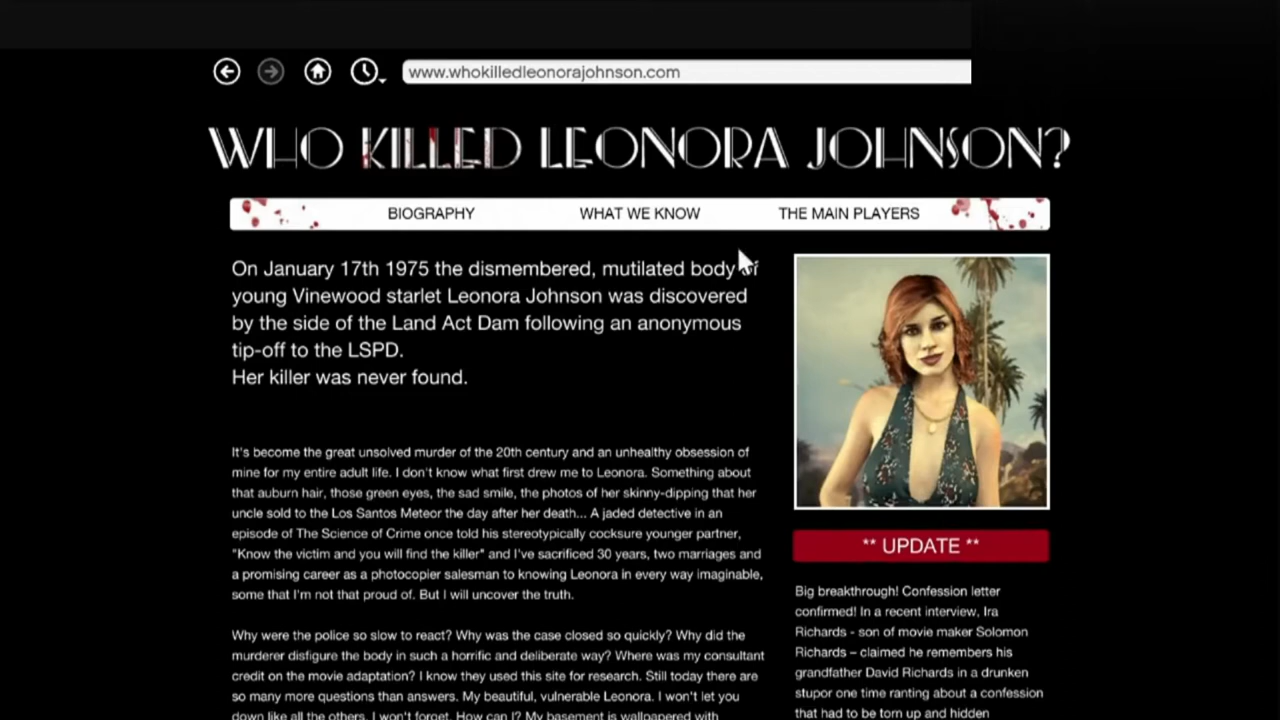 www.whokilledleonorajohnson.com
WHO KILLED LEONORA JOHNSON?
BIOGRAPHY WHAT WE KNOW THE MAIN PLAYERS
On January 17th 1975 the dismembered, mutilated body of
young Vinewood starlet Leonora Johnson was discovered
by the side of the Land Act Dam following an anonymous
tip-off to the LSPD.
Her killer was never found.
It's become the great unsolved murder of the 20th century and an unhealthy obsession of
mine for my entire adult life. I don't know what first drew me to Leonora. Something about
that auburn hair, those green eyes, the sad smile, the photos of her skinny-dipping that her
uncle sold to the Los Santos Meteor the day after her death... A jaded detective in an
episode of The Science of Crime once told his stereotypically cocksure younger partner,
"Know the victim and you will find the killer" and I've sacrificed 30 years, two marriages and
a promising career as a photocopier salesman to knowing Leonora in every way imaginable,
some that I'm not that proud of. But I will uncover the truth.
Why were the police so slow to react? Why was the case closed so quickly? Why did the
murderer disfigure the body in such a horrific and deliberate way? Where was my consultant
credit on the movie adaptation? I know they used this site for research. Still today there are
so many more questions than answers. My beautiful, vulnerable Leonora. I won't let you
down like all the others. I won't forget. How can I? My basement is wallpapered with
** UPDATE **
Big breakthrough! Confession letter
confirmed! In a recent interview, Ira
Richards - son of movie maker Solomon
Richards – claimed he remembers his
grandfather David Richards in a drunken
stupor one time ranting about a confession
that had to be torn up and hidden